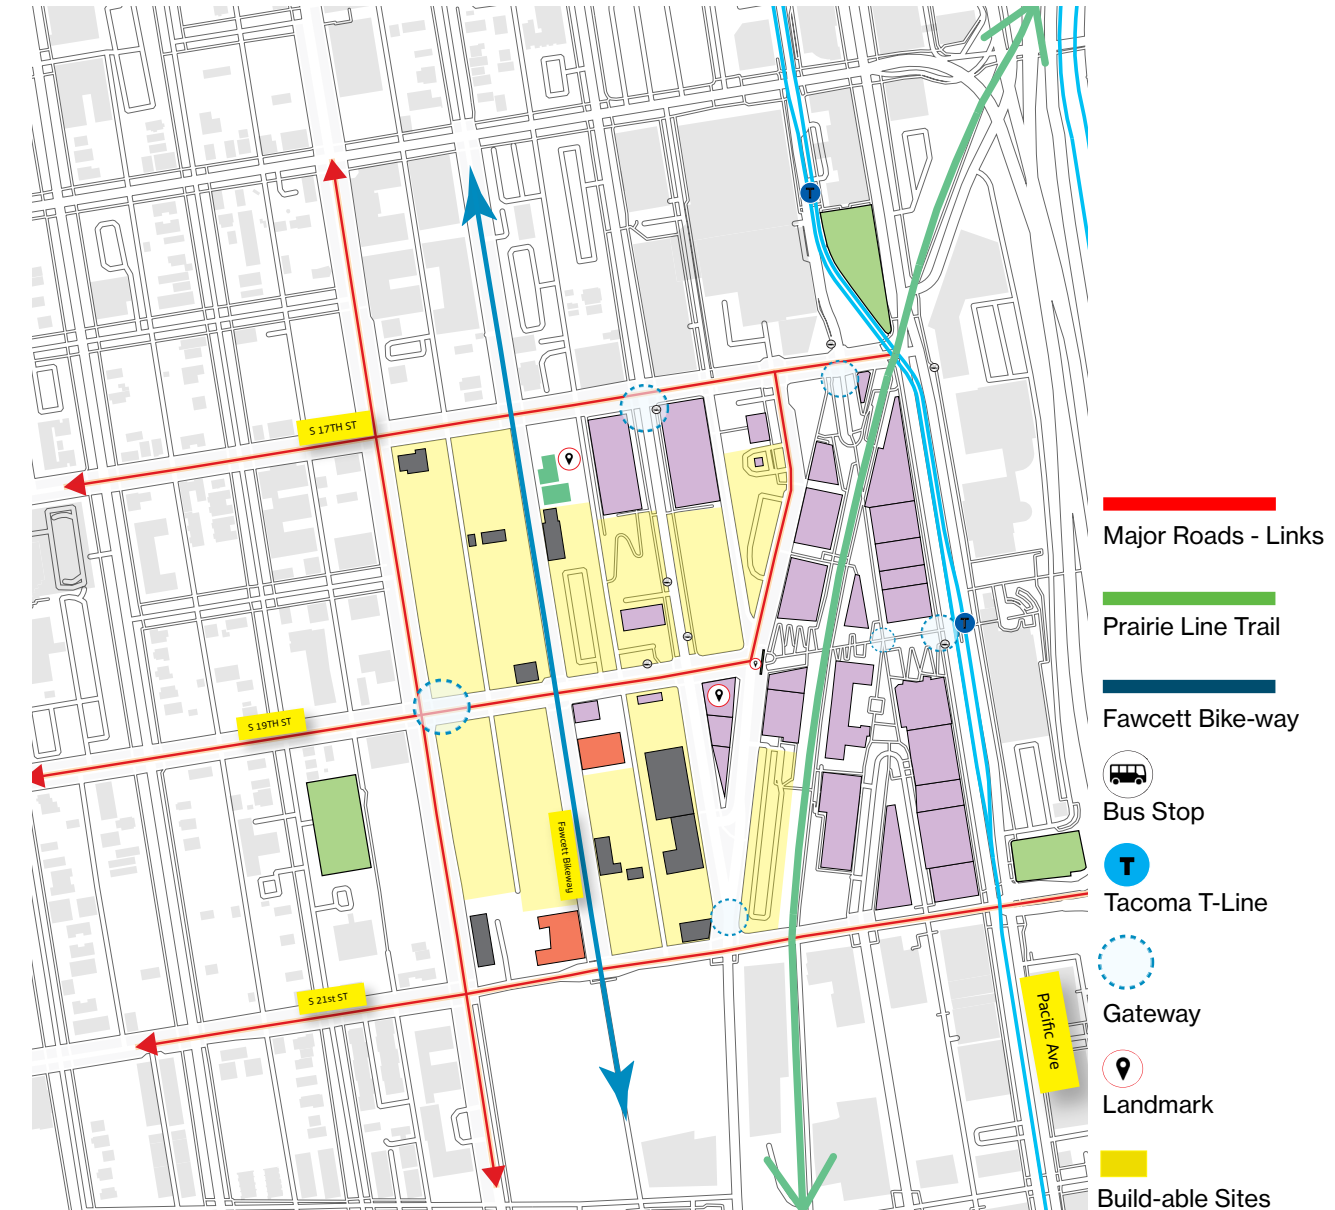 T
S 17TH ST
Major Roads - Links
Prairie Line Trail
T
S 19TH ST
Fawcett Bike-way
Bus Stop
Fawcett Bikeway
T
Tacoma T-Line
S 21st ST
Pacific Ave
Gateway
Landmark
Build-able Sites